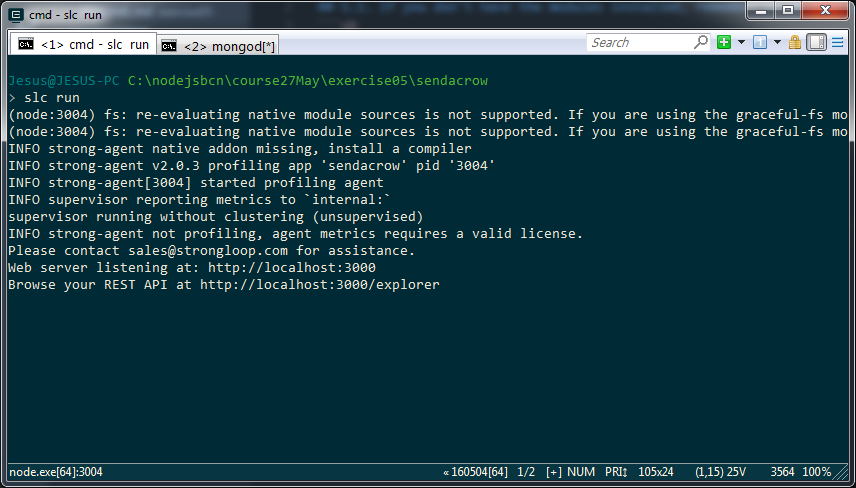 cmd - slc run
<1> cmd - slc run
<2> mongod[*]
Search
Jesus@JESUS-PC C:\nodejsbcn\course27May\exercise05\sendacrow
> slc run
(node:3004) fs: re-evaluating native module sources is not supported. If you are using the graceful-fs mo
(node:3004) fs: re-evaluating native module sources is not supported. If you are using the graceful-fs mo
INFO strong-agent native addon missing, install a compiler
INFO strong-agent v2.0.3 profiling app 'sendacrow' pid '3004'
INFO strong-agent[3004] started profiling agent
INFO supervisor reporting metrics to `internal:`
supervisor running without clustering (unsupervised)
INFO strong-agent not profiling, agent metrics requires a valid license.
Please contact sales@strongloop.com for assistance.
Web server listening at: http://localhost:3000
Browse your REST API at http://localhost:3000/explorer
node.exe[64]:3004 « 160504[64] 1/2 [+] NUM PRI↕ 105x24 (1,15) 25V 3564 100%